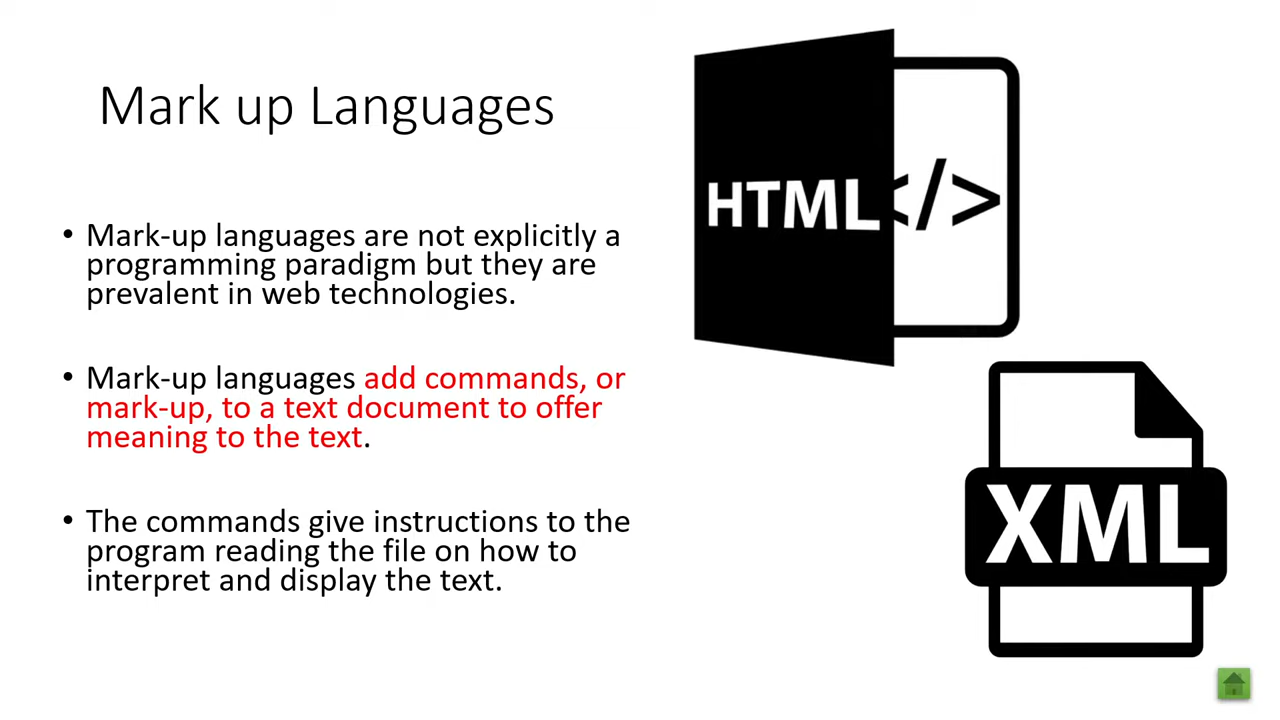 Mark up Languages
• Mark-up languages are not explicitly a
programming paradigm but they are
prevalent in web technologies.
• Mark-up languages add commands, or
mark-up, to a text document to offer
meaning to the text.
• The commands give instructions to the
program reading the file on how to
interpret and display the text.
HTML </>
XML